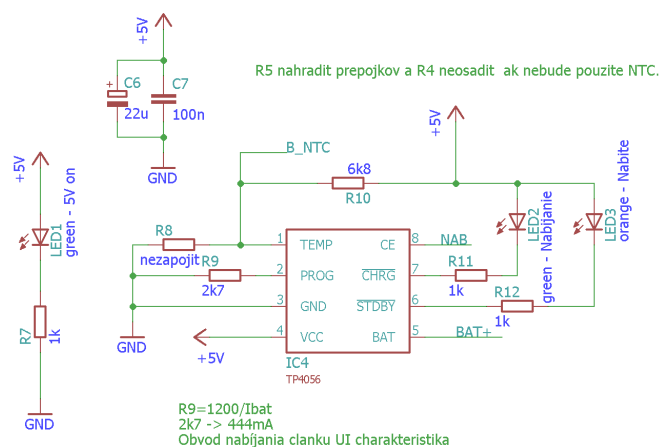 +5V
C6
C7
+
22u
100n
GND
R5 nahradit prepojkov a R4 neosadit ak nebude pouzite NTC.
+5V
LED1
green - 5V on
R7
1k
GND
B_NTC
+5V
6k8
R10
LED2
green - Nabijanie
LED3
orange - Nabite
R8
nezapojit
R9
2k7
GND
+5V
1 TEMP CE 8 NAB
2 PROG CHRG 7
3 GND STDBY 6
4 VCC BAT 5 BAT+
R11
1k
R12
1k
IC4
TP4056
R9=1200/Ibat
2k7 -> 444mA
Obvod nabíjania clanku UI charakteristika